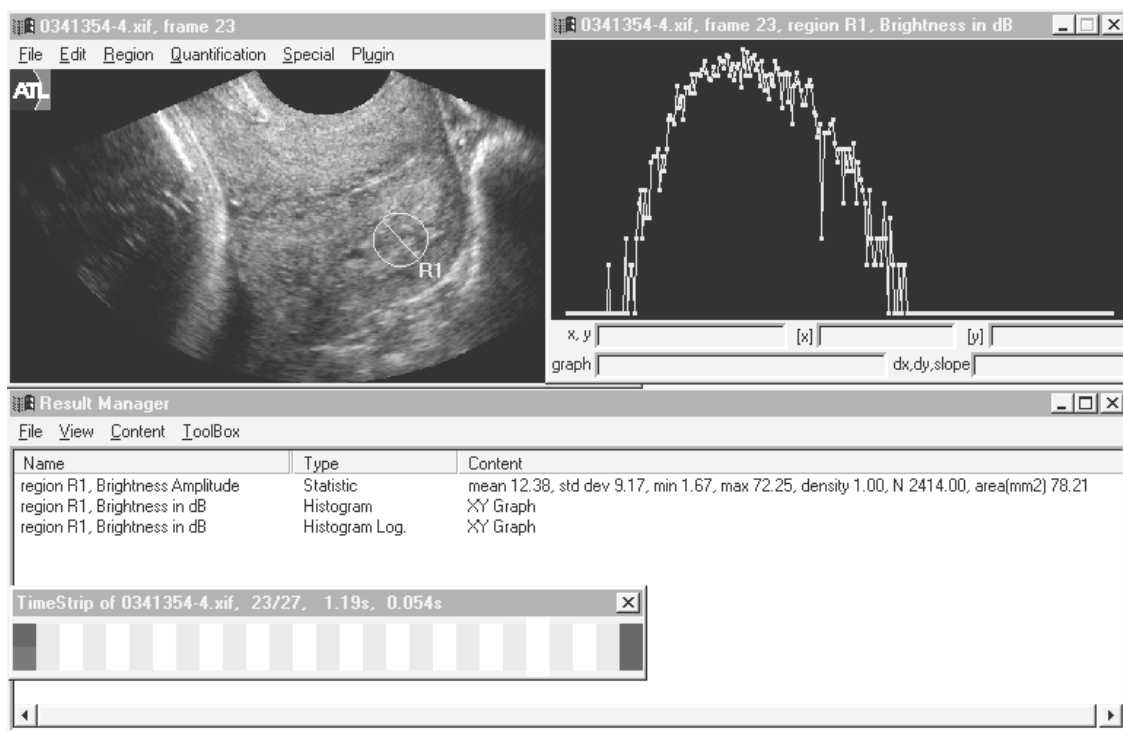 0341354-4.xif, frame 23
File Edit Region Quantification Special Plugin
ATL
R1
0341354-4.xif, frame 23, region R1, Brightness in dB
x, y [x] [y]
graph dx,dy,slope
Result Manager
File View Content ToolBox
Name Type Content
region R1, Brightness Amplitude Statistic mean 12.38, std dev 9.17, min 1.67, max 72.25, density 1.00, N 2414.00, area(mm2) 78.21
region R1, Brightness in dB Histogram XY Graph
region R1, Brightness in dB Histogram Log. XY Graph
TimeStrip of 0341354-4.xif, 23/27, 1.19s, 0.054s